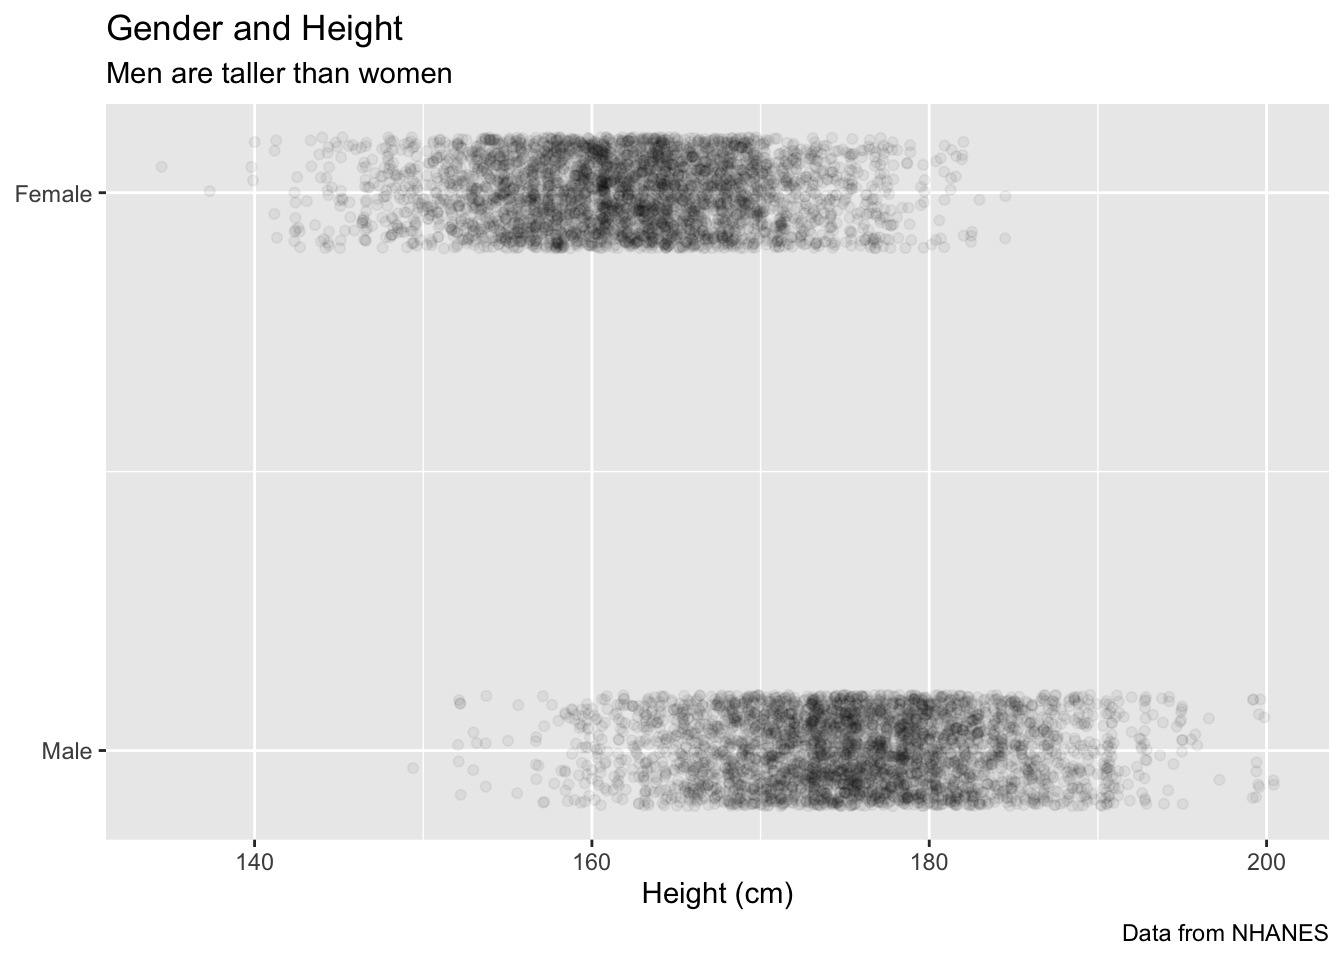 Gender and Height
Men are taller than women
Female
Male
140 160 180 200
Height (cm)
Data from NHANES